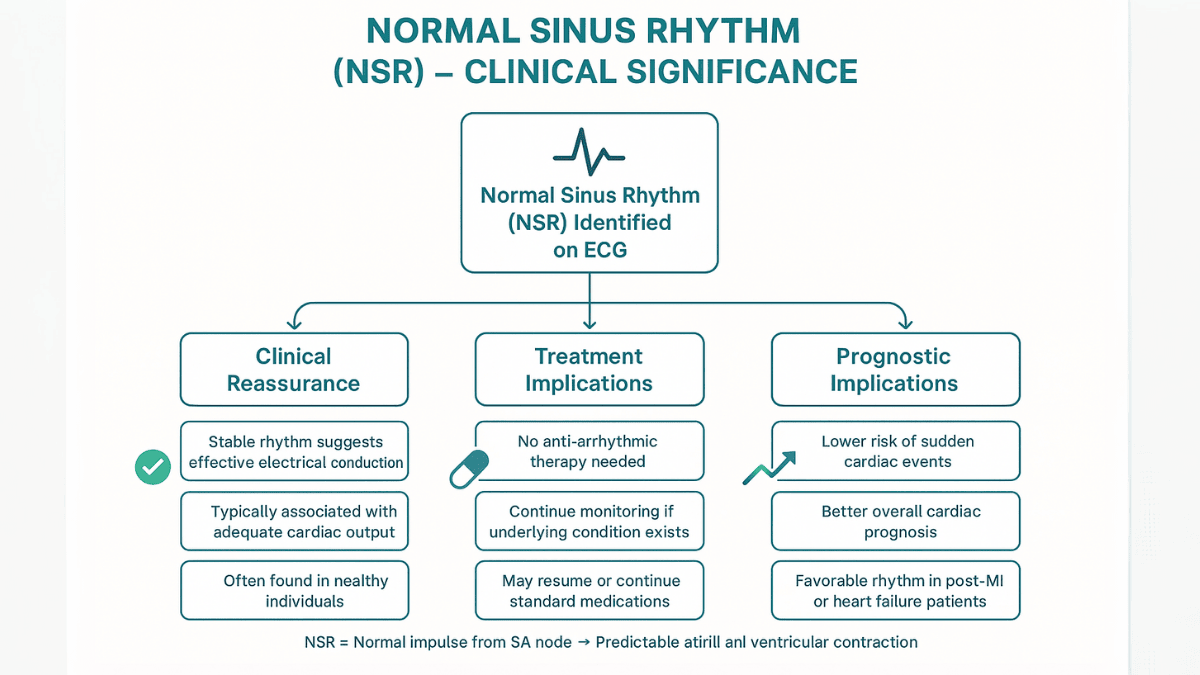 NORMAL SINUS RHYTHM
(NSR) – CLINICAL SIGNIFICANCE
Normal Sinus Rhythm
(NSR) Identified
on ECG
Clinical
Reassurance
Stable rhythm suggests
effective electrical conduction
Typically associated with
adequate cardiac output
Often found in nealthy
individuals
Treatment
Implications
No anti-arrhythmic
therapy needed
Continue monitoring if
underlying condition exists
May resume or continue
standard medications
Prognostic
Implications
Lower risk of sudden
cardiac events
Better overall cardiac
prognosis
Favorable rhythm in post-MI
or heart failure patients
NSR = Normal impulse from SA node → Predictable atirill anl ventricular contraction